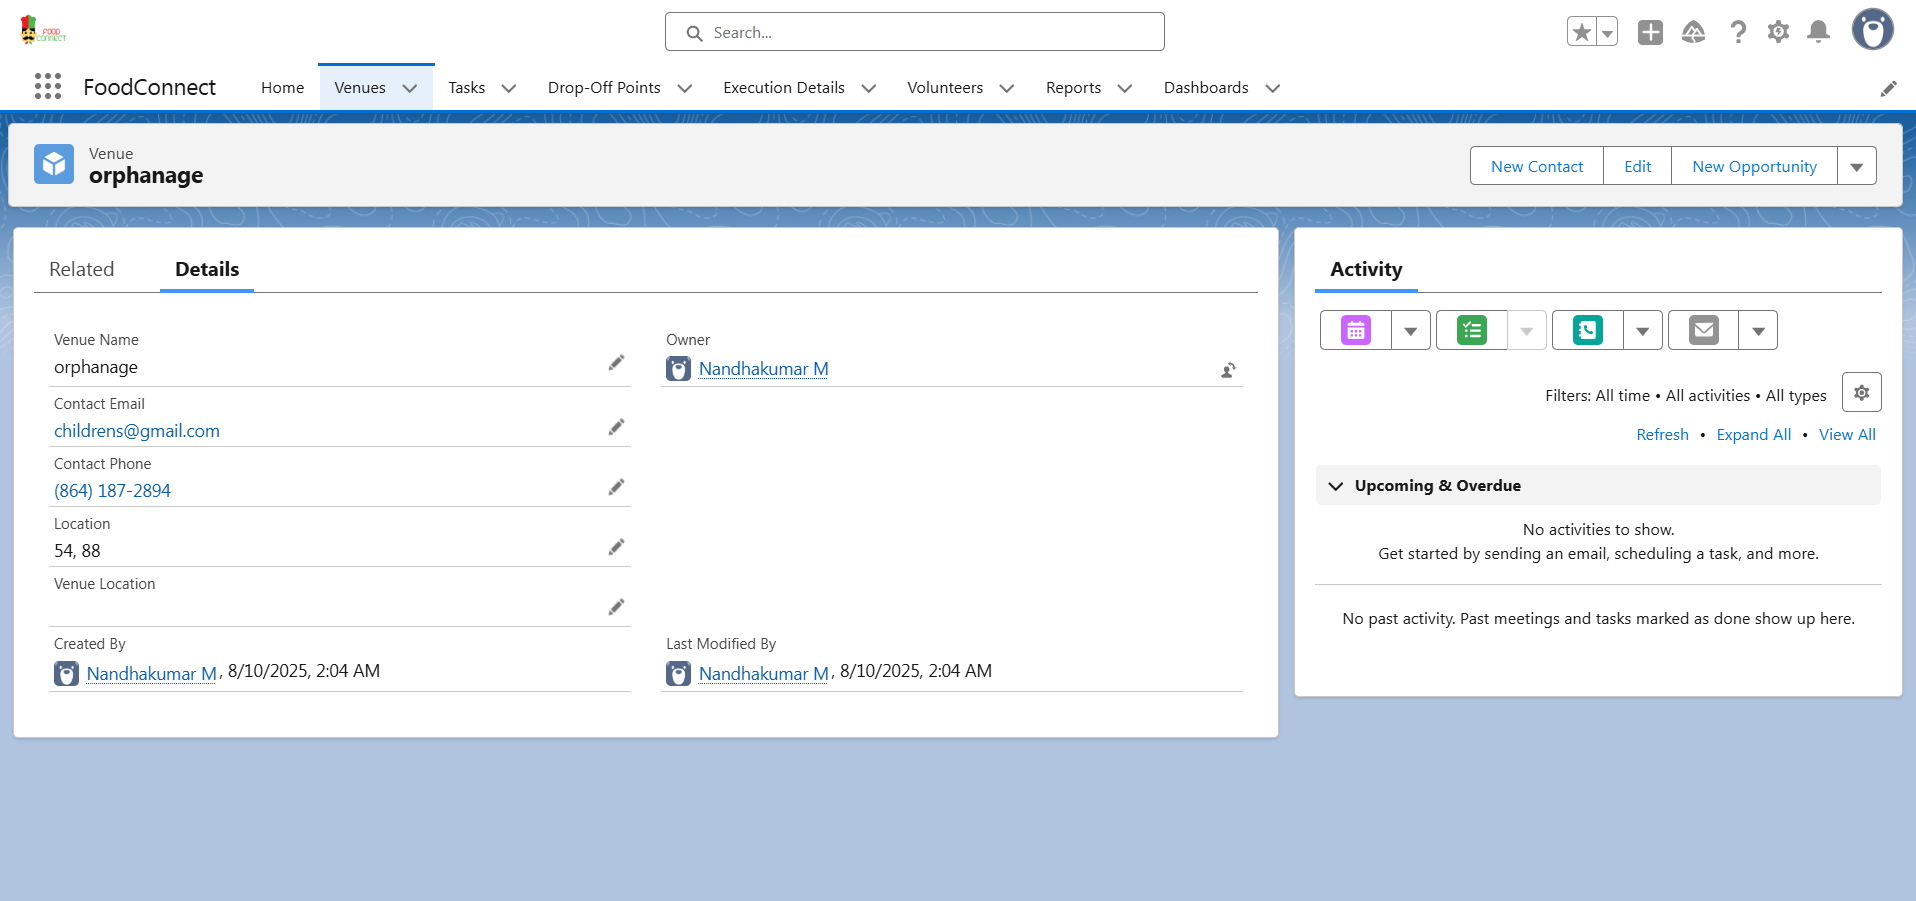 FOOD
CONNECT
Search...
FoodConnect
Home
Venues
Tasks
Drop-Off Points
Execution Details
Volunteers
Reports
Dashboards
Venue
orphanage
New Contact
Edit
New Opportunity
Related
Details
Venue Name
orphanage
Owner
Nandhakumar M
Contact Email
childrens@gmail.com
Contact Phone
(864) 187-2894
Location
54, 88
Venue Location
Created By
Nandhakumar M, 8/10/2025, 2:04 AM
Last Modified By
Nandhakumar M, 8/10/2025, 2:04 AM
Activity
Filters: All time • All activities • All types
Refresh • Expand All • View All
Upcoming & Overdue
No activities to show.
Get started by sending an email, scheduling a task, and more.
No past activity. Past meetings and tasks marked as done show up here.